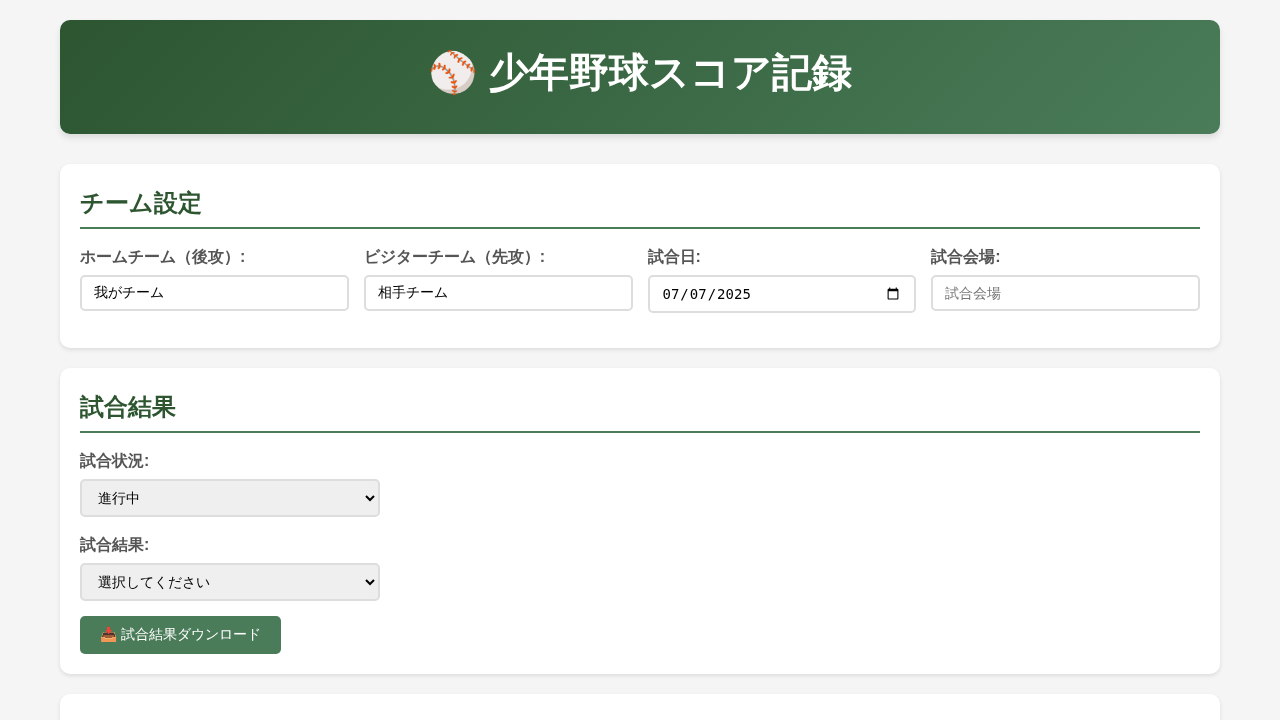 ⚾ 少年野球スコア記録
チーム設定
ホームチーム（後攻）: ビジターチーム（先攻）: 試合日: 試合会場:
我がチーム 相手チーム 07/07/2025 試合会場
試合結果
試合状況:
進行中
試合結果:
選択してください
📥 試合結果ダウンロード